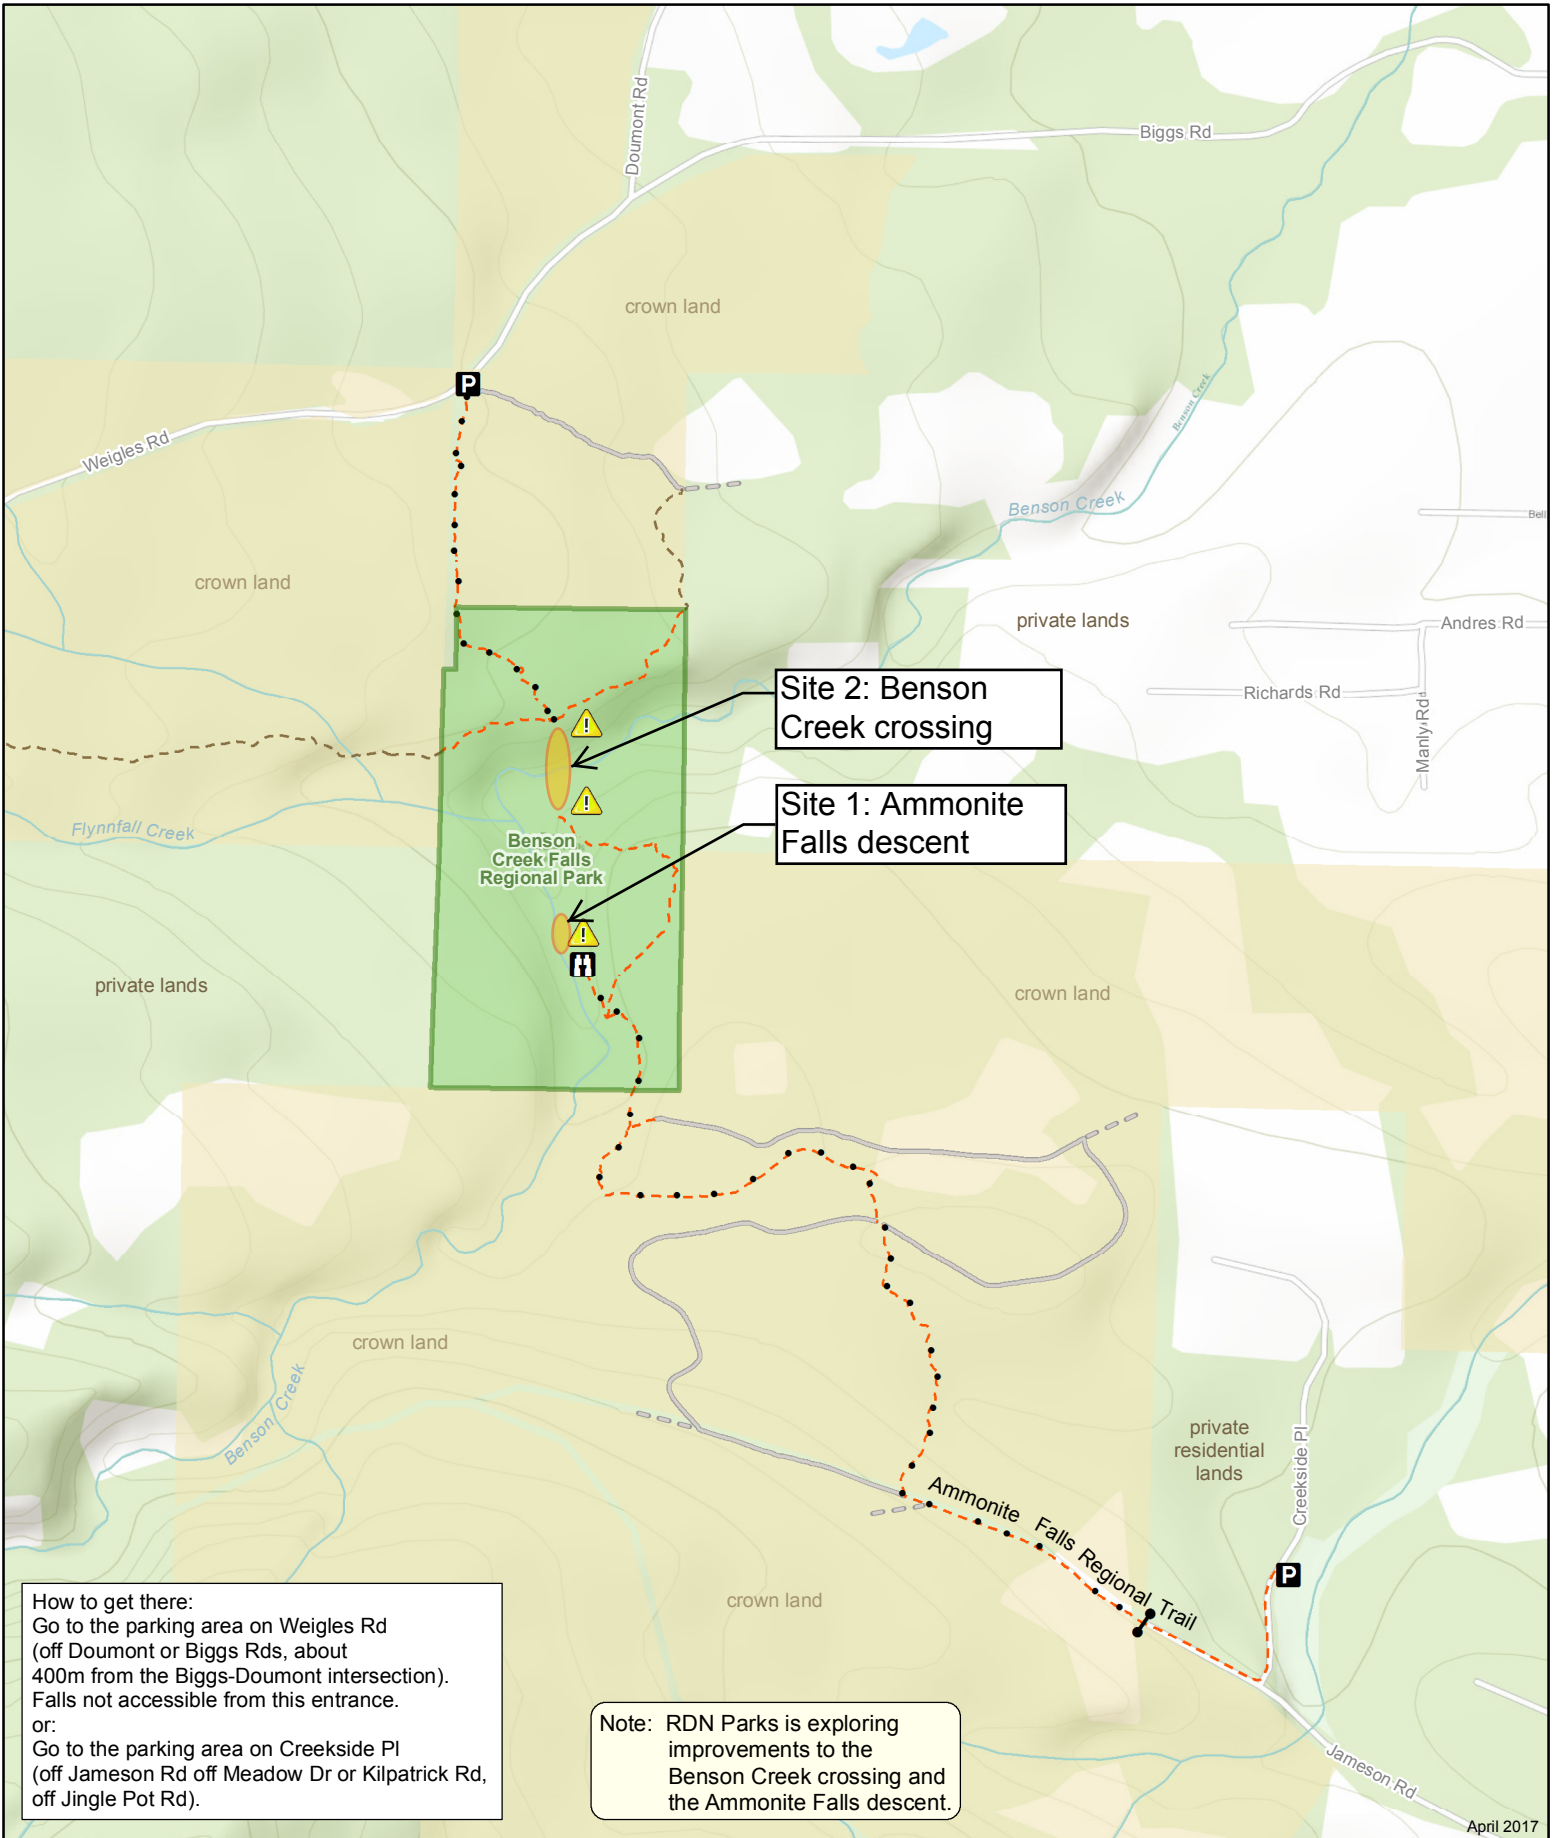 Doumont Rd
Biggs Rd
crown land
P
Weigles Rd
Benson Creek
Benson Creek
Bell
crown land
private lands
Andres Rd
Site 2: Benson
Creek crossing
Richards Rd
Manly Rd
!
!
Site 1: Ammonite
Falls descent
Flynnfall Creek
Benson
Creek Falls
Regional Park
!
private lands
crown land
crown land
Benson Creek
private
residential
lands
Creekside Pl
Ammonite Falls Regional Trail
P
crown land
How to get there:
Go to the parking area on Weigles Rd
(off Doumont or Biggs Rds, about
400m from the Biggs-Doumont intersection).
Falls not accessible from this entrance.
or:
Go to the parking area on Creekside Pl
(off Jameson Rd off Meadow Dr or Kilpatrick Rd,
off Jingle Pot Rd).
Note: RDN Parks is exploring
improvements to the
Benson Creek crossing and
the Ammonite Falls descent.
Jameson Rd
April 2017